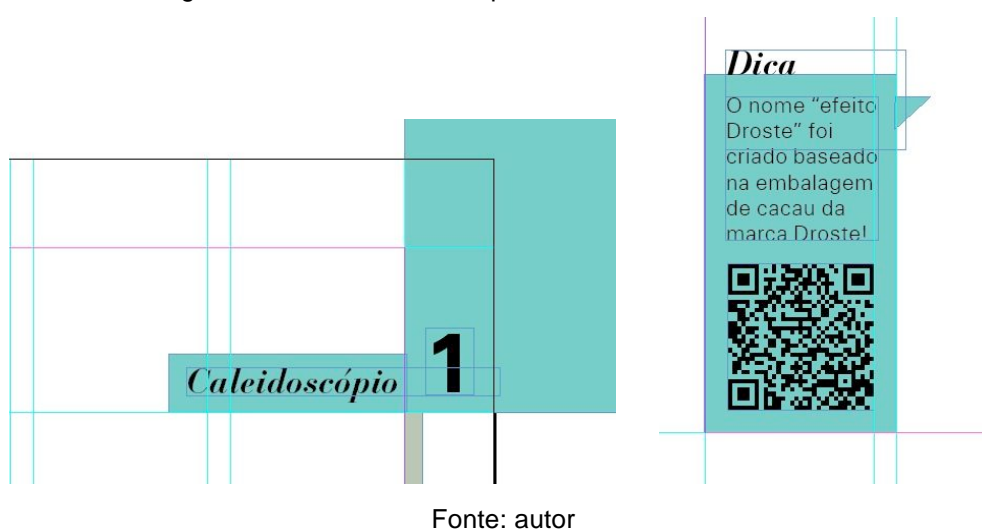 Dica
O nome “efeito
Droste” foi
criado baseado
na embalagem
de cacau da
marca Droste!
1
Caleidoscópio
Fonte: autor